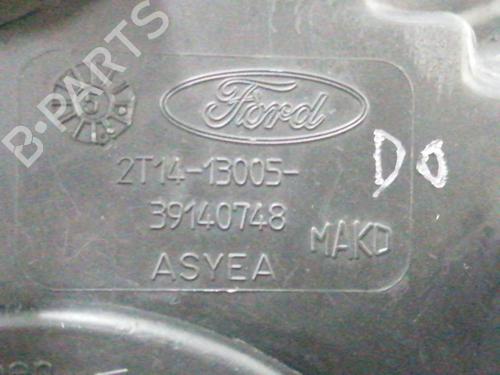 B-PARTS
Ford
2T14-13005-
DO
39140748
MAKO
ASYEA